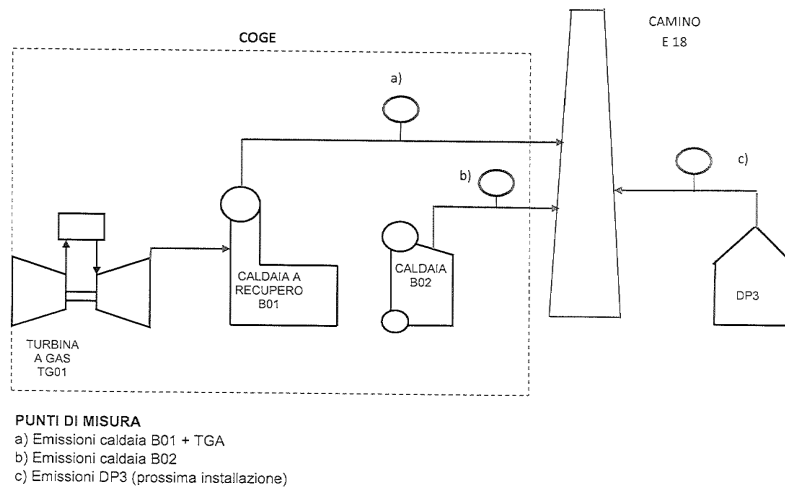 COGE
CAMINO
E 18
a)
b)
c)
CALDAIA A
RECUPERO
B01
CALDAIA
B02
DP3
TURBINA
A GAS
TG01
PUNTI DI MISURA
a) Emissioni caldaia B01 + TGA
b) Emissioni caldaia B02
c) Emissioni DP3 (prossima installazione)